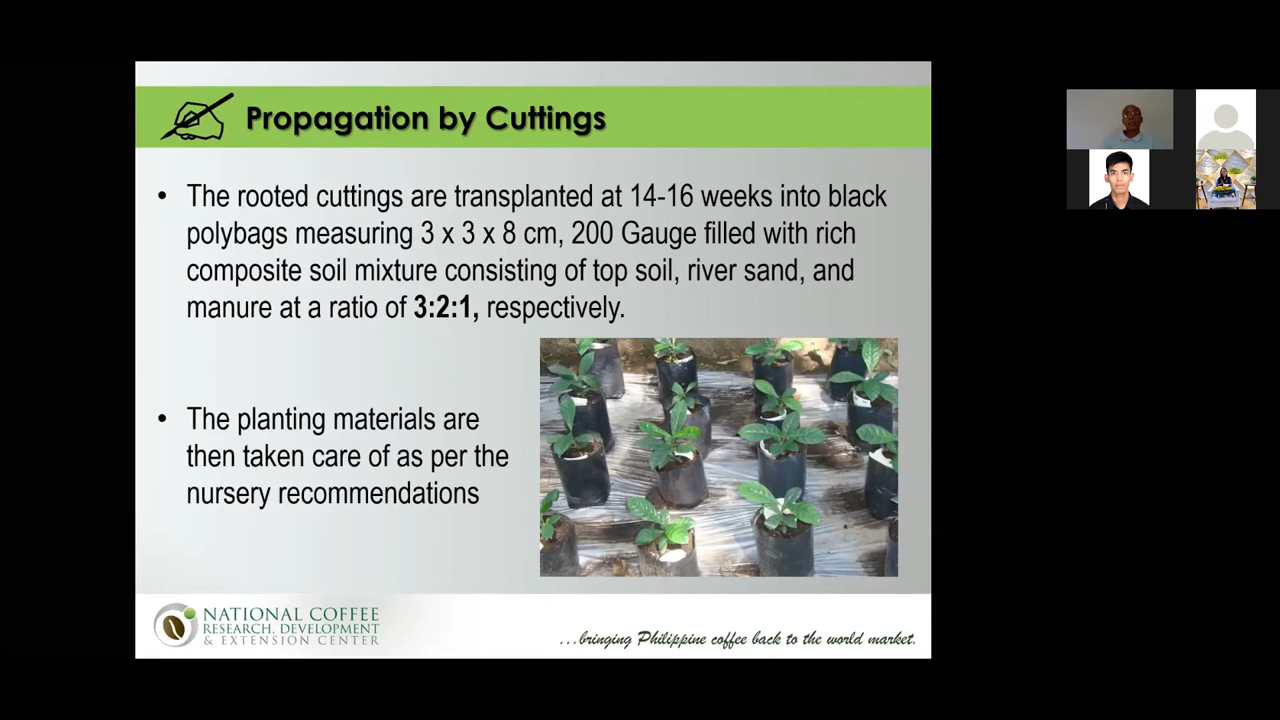 Propagation by Cuttings
• The rooted cuttings are transplanted at 14-16 weeks into black
polybags measuring 3 x 3 x 8 cm, 200 Gauge filled with rich
composite soil mixture consisting of top soil, river sand, and
manure at a ratio of 3:2:1, respectively.
• The planting materials are
then taken care of as per the
nursery recommendations
NATIONAL COFFEE
RESEARCH, DEVELOPMENT
& EXTENSION CENTER
...bringing Philippine coffee back to the world market.